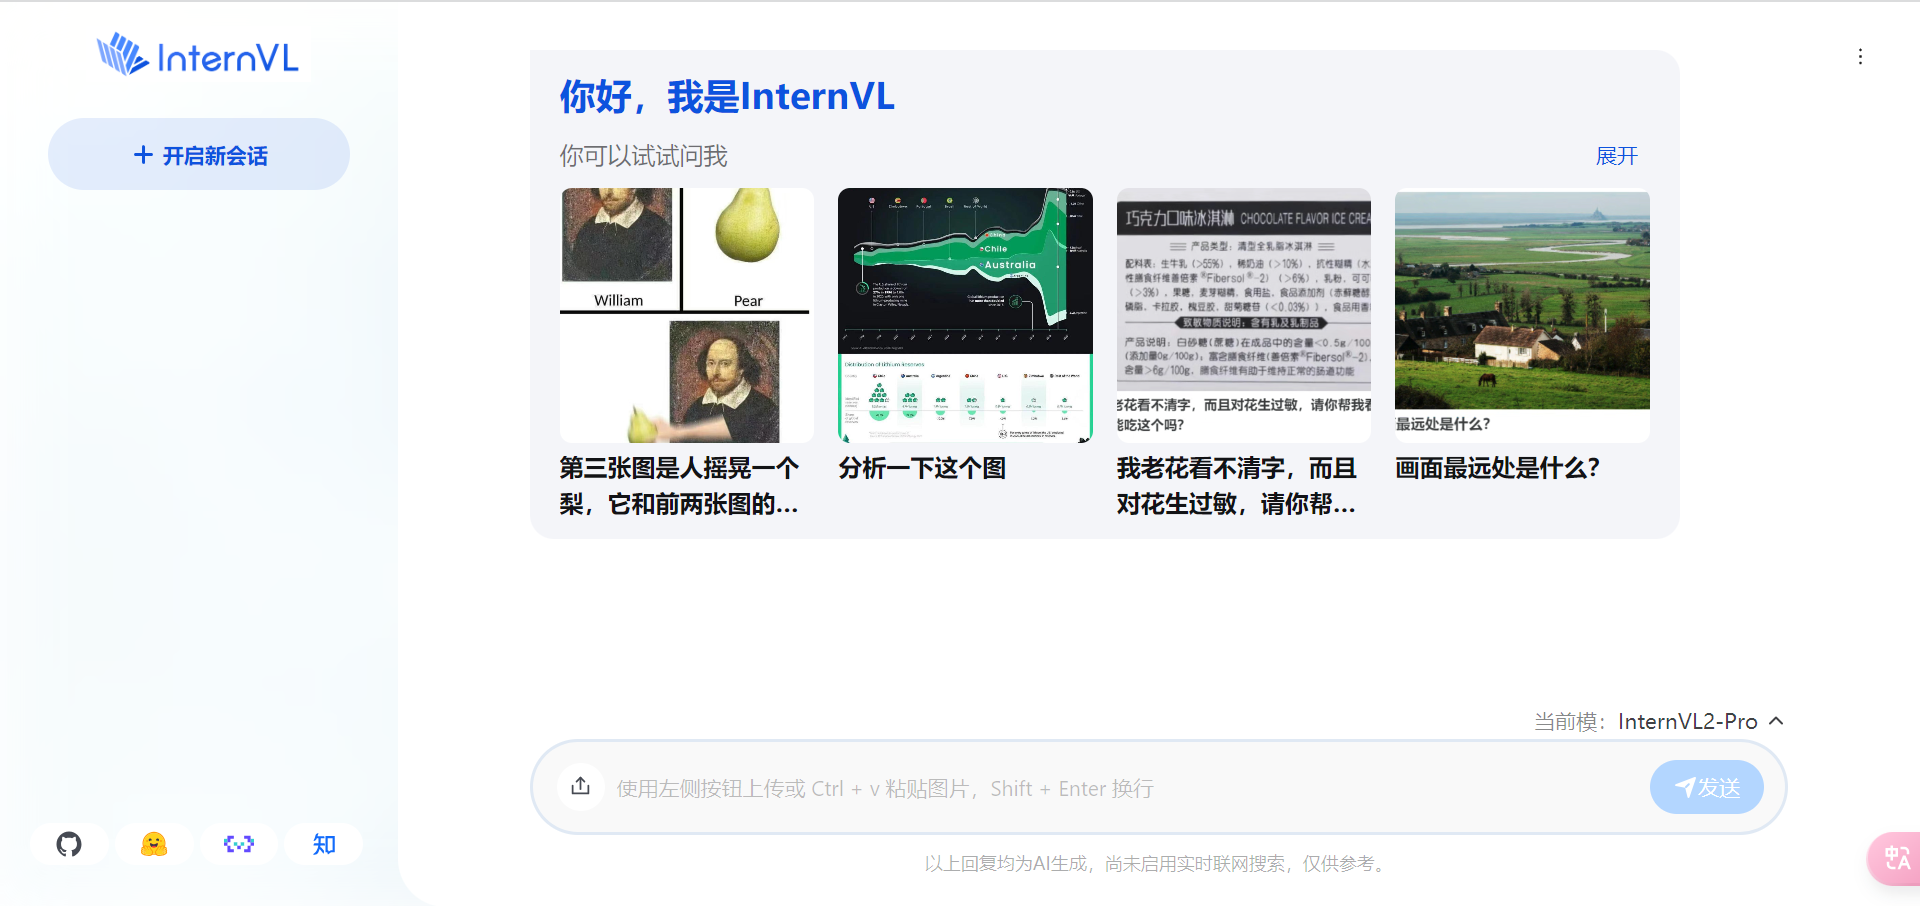 InternVL
开启新会话
你好，我是InternVL
你可以试试问我
展开
William
Pear
Chile
Australia
Distribution of Lithium Reserves
巧克力口味冰淇淋 CHOCOLATE FLAVOR ICE CREA
产品类型：清型全乳脂冰淇淋
配料表：生牛乳（>55%），稀奶油（>10%），抗性糊精（水
性膳食纤维善倍素®Fibersol®-2）（>6%），乳粉，可可
（>3%），果糖，麦芽糊精，食用盐，食品添加剂（赤藓糖醇
磷脂，卡拉胶，槐豆胶，甜菊糖苷（<0.03%）），食品用香
致敏物质说明：含有乳及乳制品
产品说明：白砂糖(蔗糖)在成品中的含量<0.5g/100
(添加量0g/100g)；富含膳食纤维(善倍素®Fibersol®-2)，
含量>6g/100g，膳食纤维有助于维持正常的肠道功能
老花看不清字，而且对花生过敏，请你帮我看
能吃这个吗？
最远处是什么？
第三张图是人摇晃一个
梨，它和前两张图的...
分析一下这个图
我老花看不清字，而且
对花生过敏，请你帮...
画面最远处是什么？
当前模：InternVL2-Pro
使用左侧按钮上传或 Ctrl + v 粘贴图片，Shift + Enter 换行
发送
知
以上回复均为AI生成，尚未启用实时联网搜索，仅供参考。
中A